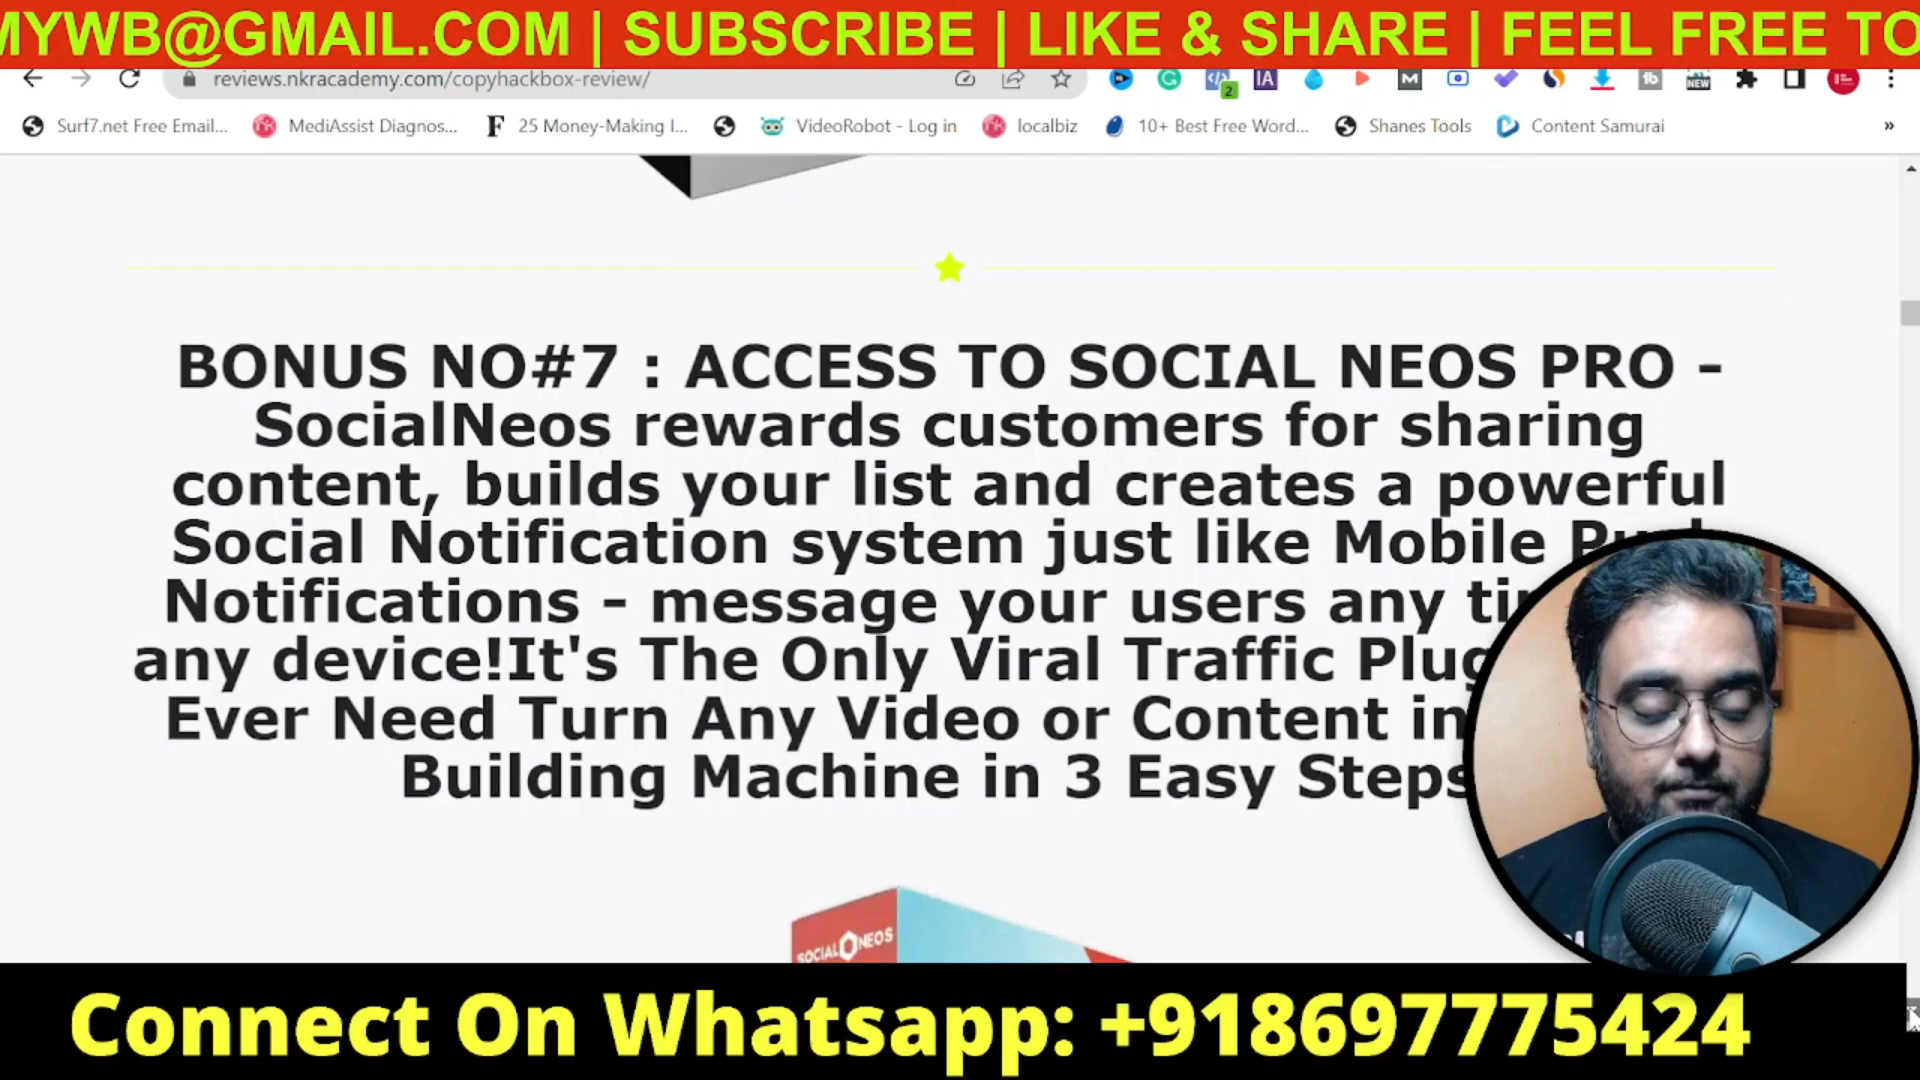 MYWB@GMAIL.COM | SUBSCRIBE | LIKE & SHARE | FEEL FREE TO
reviews.nkracademy.com/copyhackbox-review/
2
IA
M
tb
NEW
Surf7.net Free Email...
MediAssist Diagnos...
F 25 Money-Making I...
VideoRobot - Log in
localbiz
10+ Best Free Word...
Shanes Tools
Content Samurai
»
BONUS NO#7 : ACCESS TO SOCIAL NEOS PRO -
SocialNeos rewards customers for sharing
content, builds your list and creates a powerful
Social Notification system just like Mobile
Notifications - message your users any
any device!It's The Only Viral Traffic
Ever Need Turn Any Video or Content in
Building Machine in 3 Easy Steps
SOCIAL NEOS
Connect On Whatsapp: +918697775424